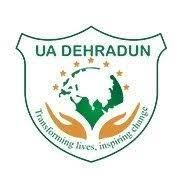 UA DEHRADUN
Transforming lives, inspiring change